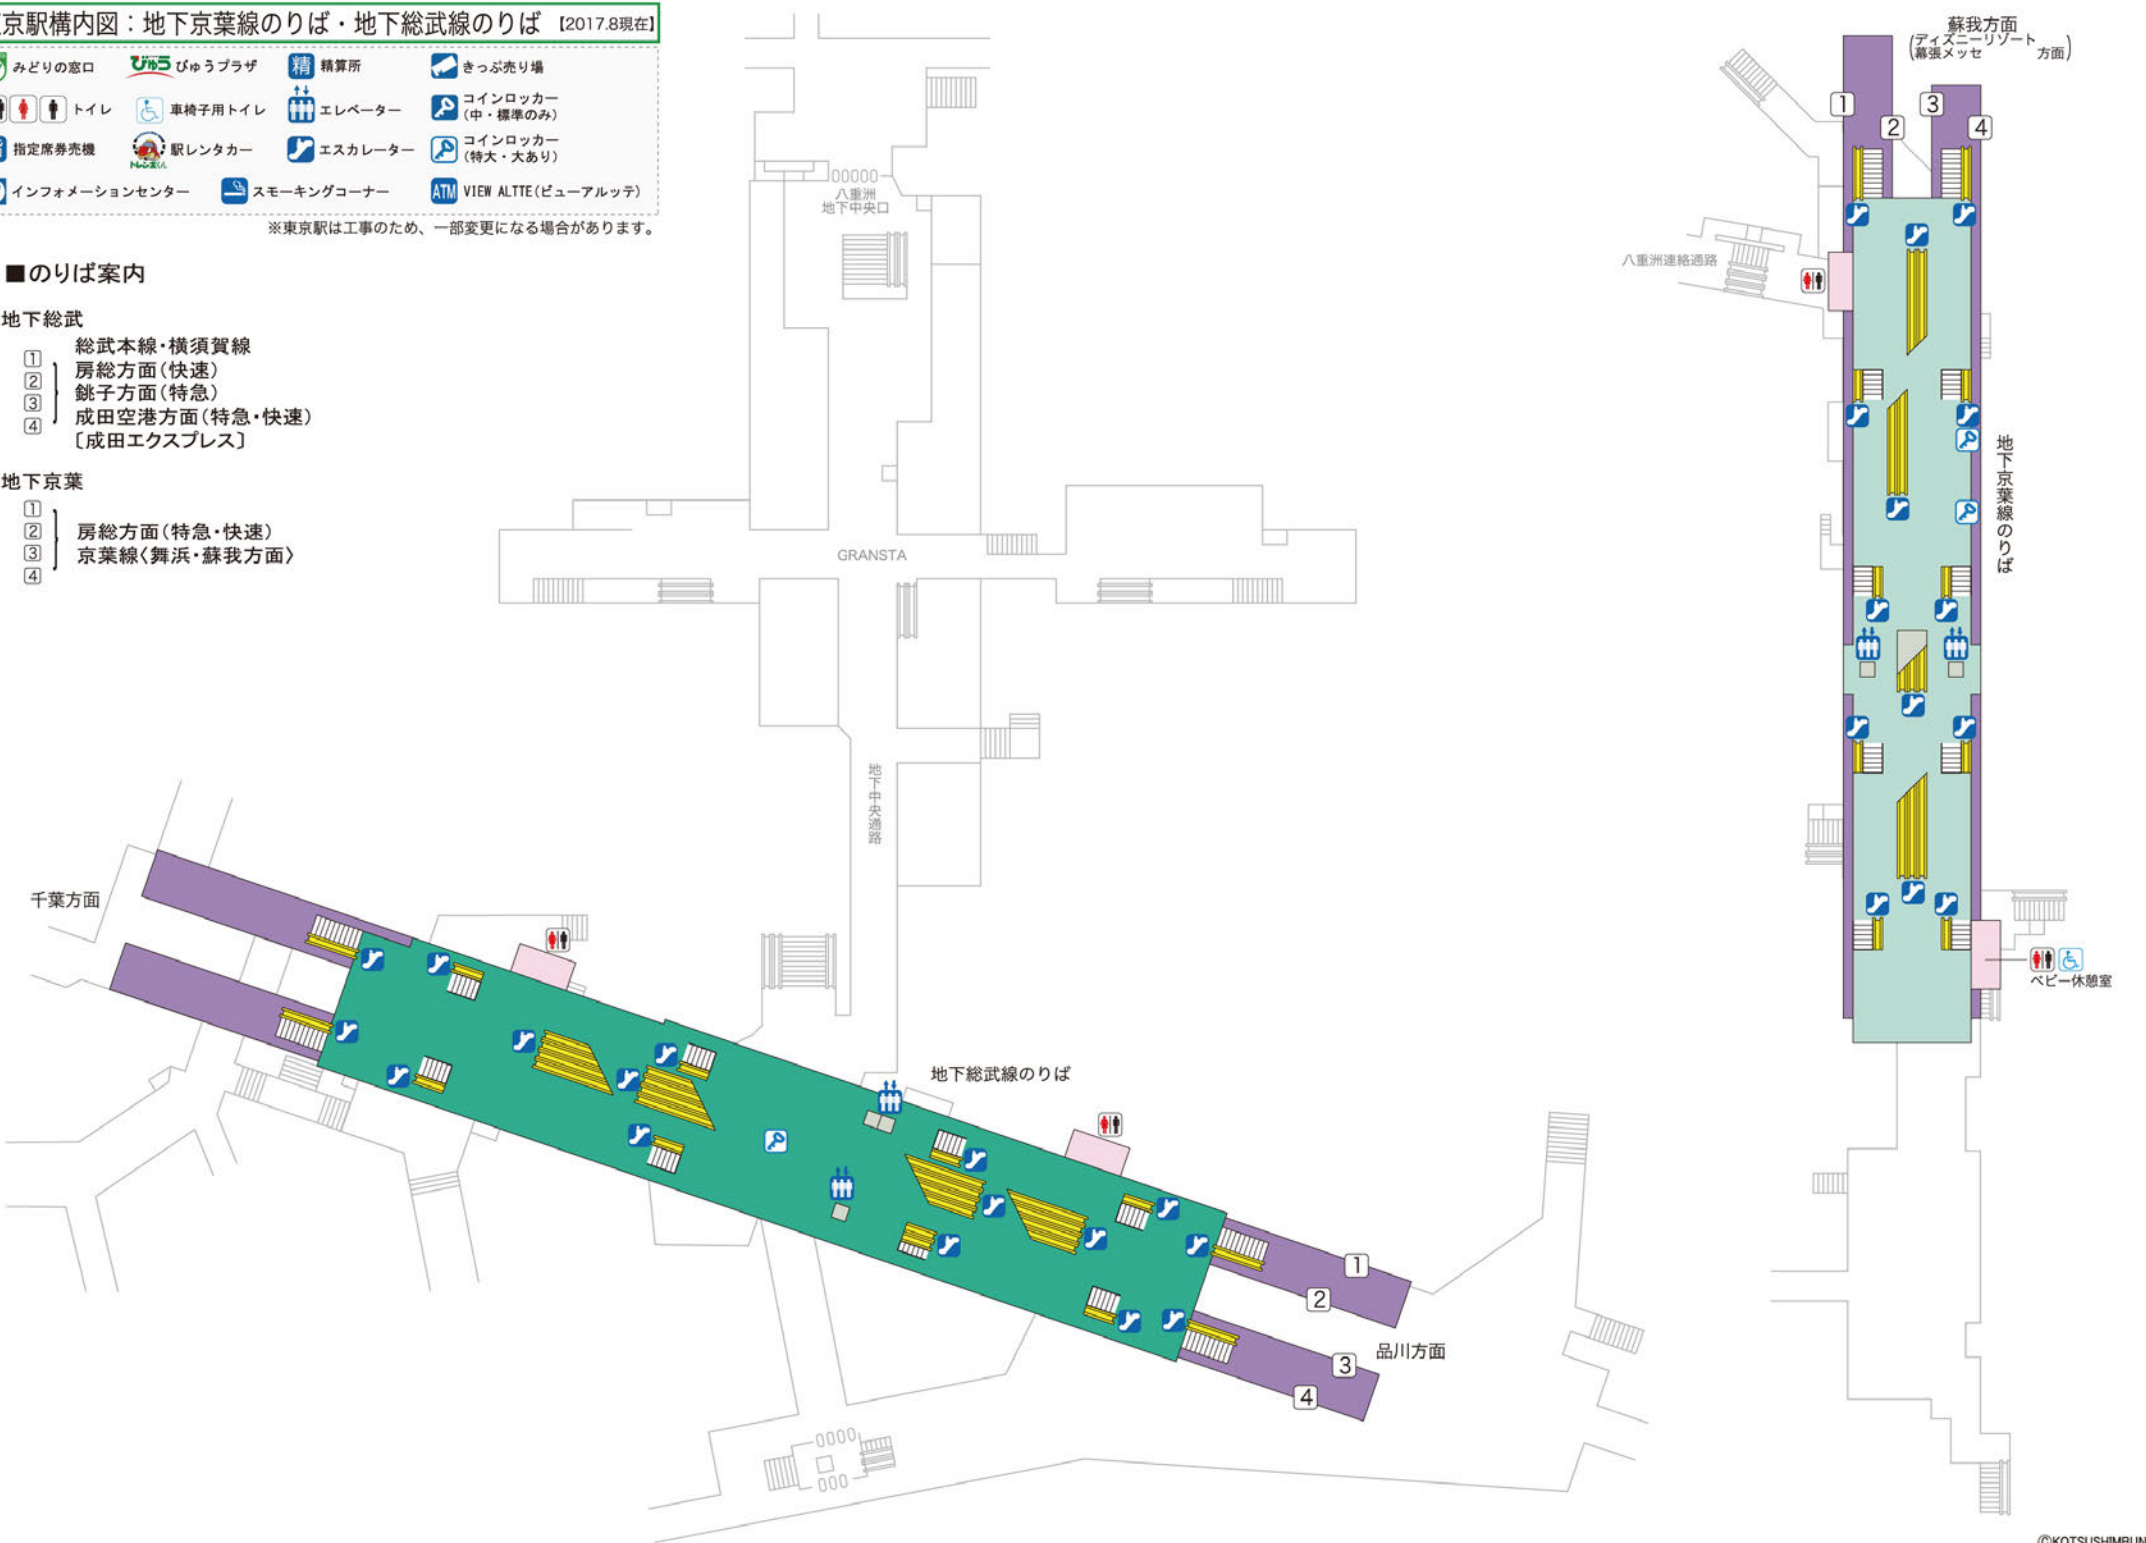 京駅構内図：地下京葉線のりば・地下総武線のりば 【2017.8現在】
みどりの窓口
びゅう びゅうプラザ
精 精算所
きっぷ売り場
トイレ
車椅子用トイレ
エレベーター
コインロッカー
(中・標準のみ)
指定席券売機
駅レンタカー
エスカレーター
コインロッカー
(特大・大あり)
インフォメーションセンター
スモーキングコーナー
ATM VIEW ALTTE(ビューアルッテ)
※東京駅は工事のため、一部変更になる場合があります。
■のりば案内
地下総武
1
2
3
4
総武本線・横須賀線
房総方面(快速)
銚子方面(特急)
成田空港方面(特急・快速)
〔成田エクスプレス〕
地下京葉
1
2
3
4
房総方面(特急・快速)
京葉線〈舞浜・蘇我方面〉
八重洲
地下中央口
GRANSTA
地下中央通路
千葉方面
地下総武線のりば
1
2
3
4
品川方面
蘇我方面
(ディズニーリゾート
幕張メッセ 方面)
1
2
3
4
八重洲連絡通路
地下京葉線のりば
ベビー休憩室
©KOTSUSHIMBUN